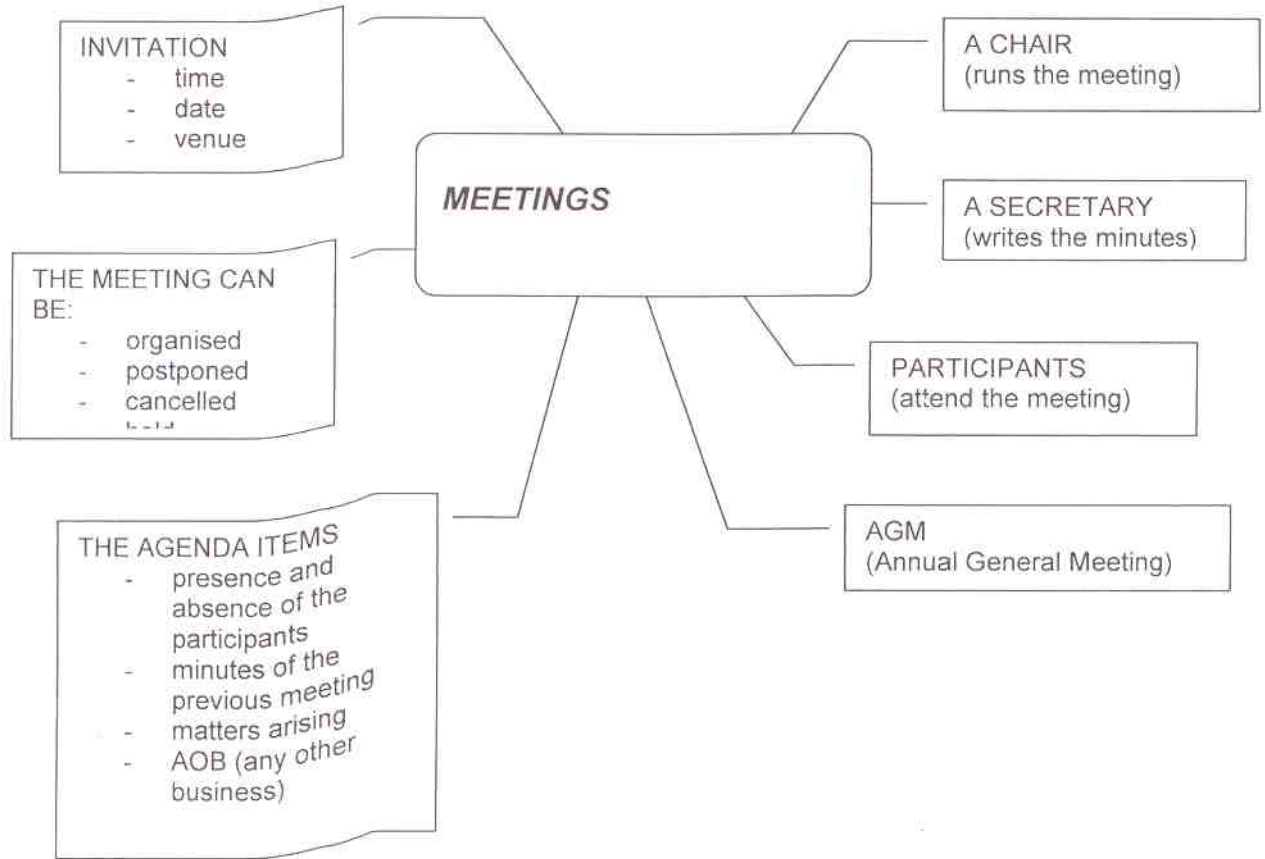 INVITATION
- time
- date
- venue
THE MEETING CAN
BE:
- organised
- postponed
- cancelled
THE AGENDA ITEMS
- presence and
absence of the
participants
- minutes of the
previous meeting
- matters arising
- AOB (any other
business)
MEETINGS
A CHAIR
(runs the meeting)
A SECRETARY
(writes the minutes)
PARTICIPANTS
(attend the meeting)
AGM
(Annual General Meeting)